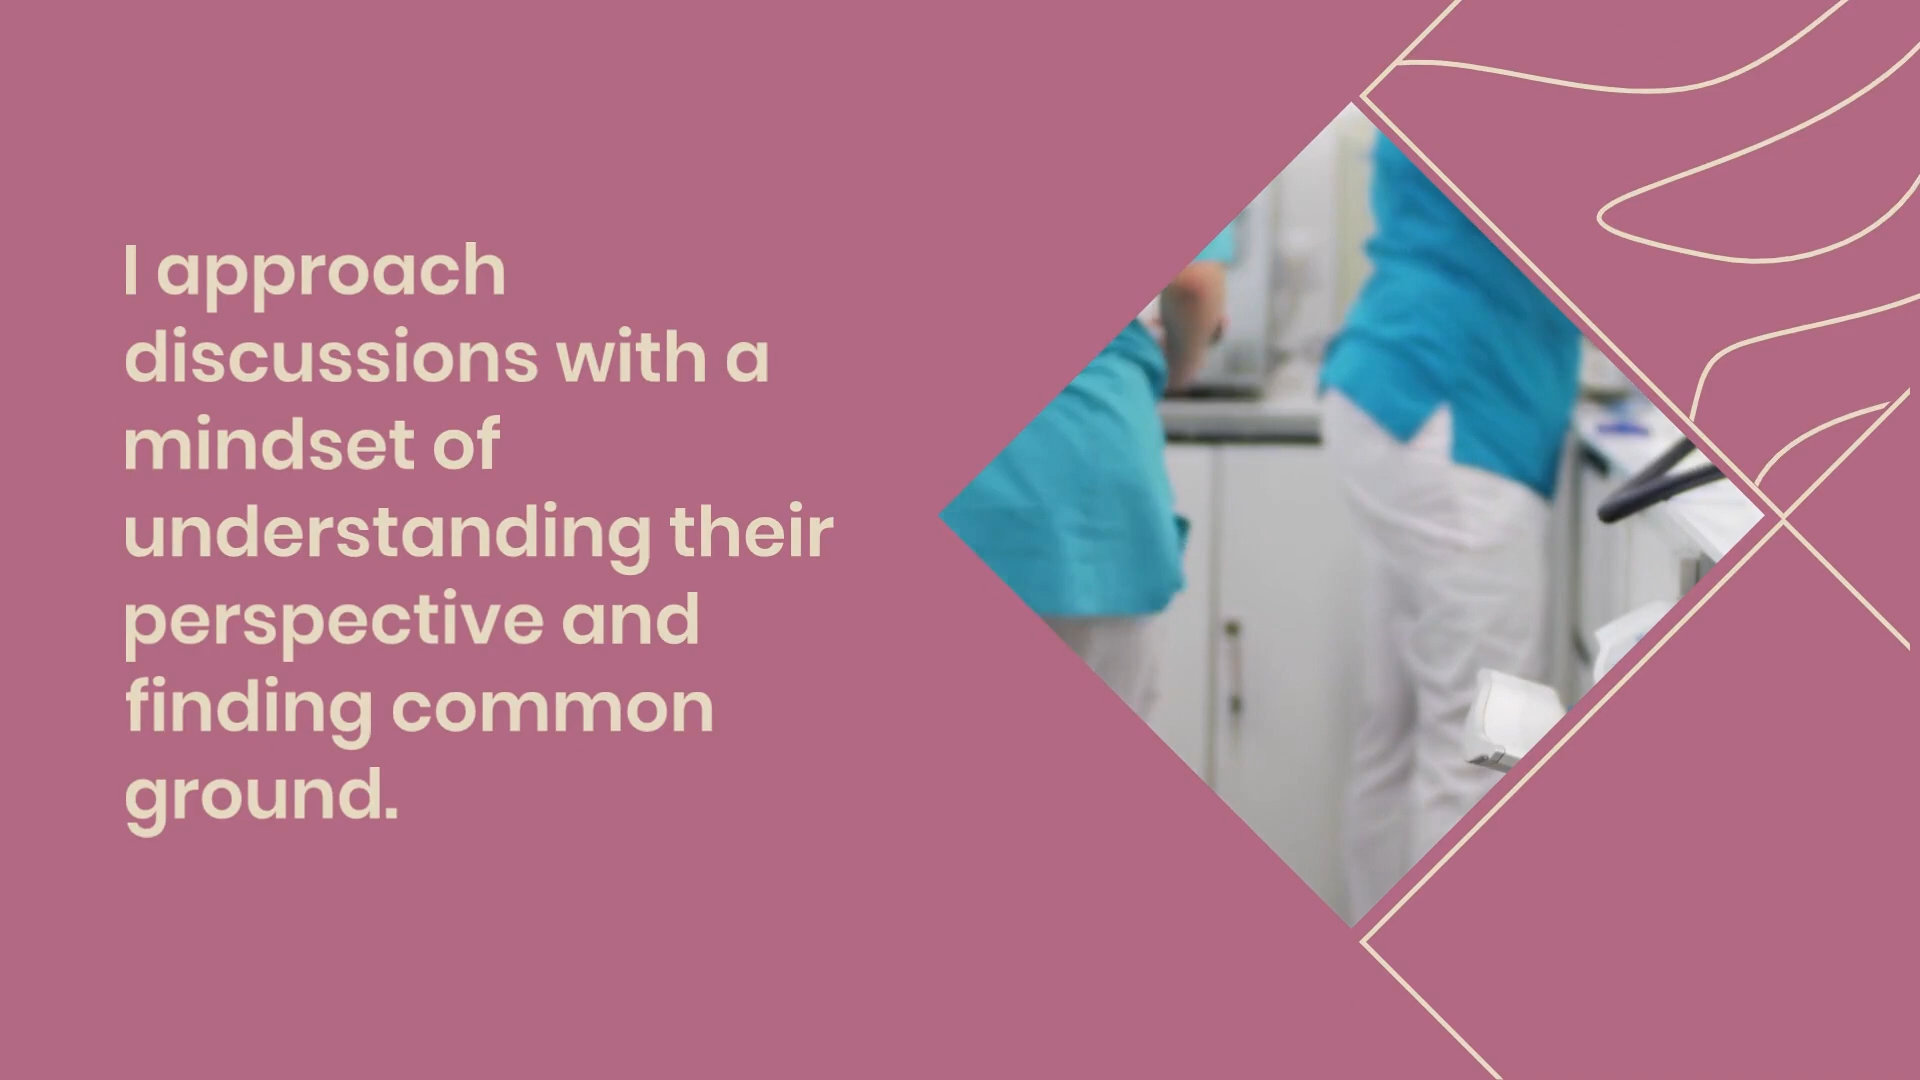 I approach
discussions with a
mindset of
understanding their
perspective and
finding common
ground.